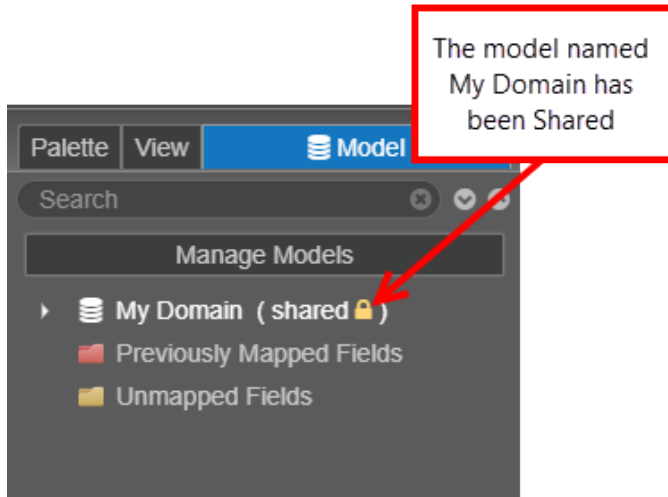 The model named
My Domain has
been Shared
Palette View Model
Search
Manage Models
My Domain ( shared )
Previously Mapped Fields
Unmapped Fields